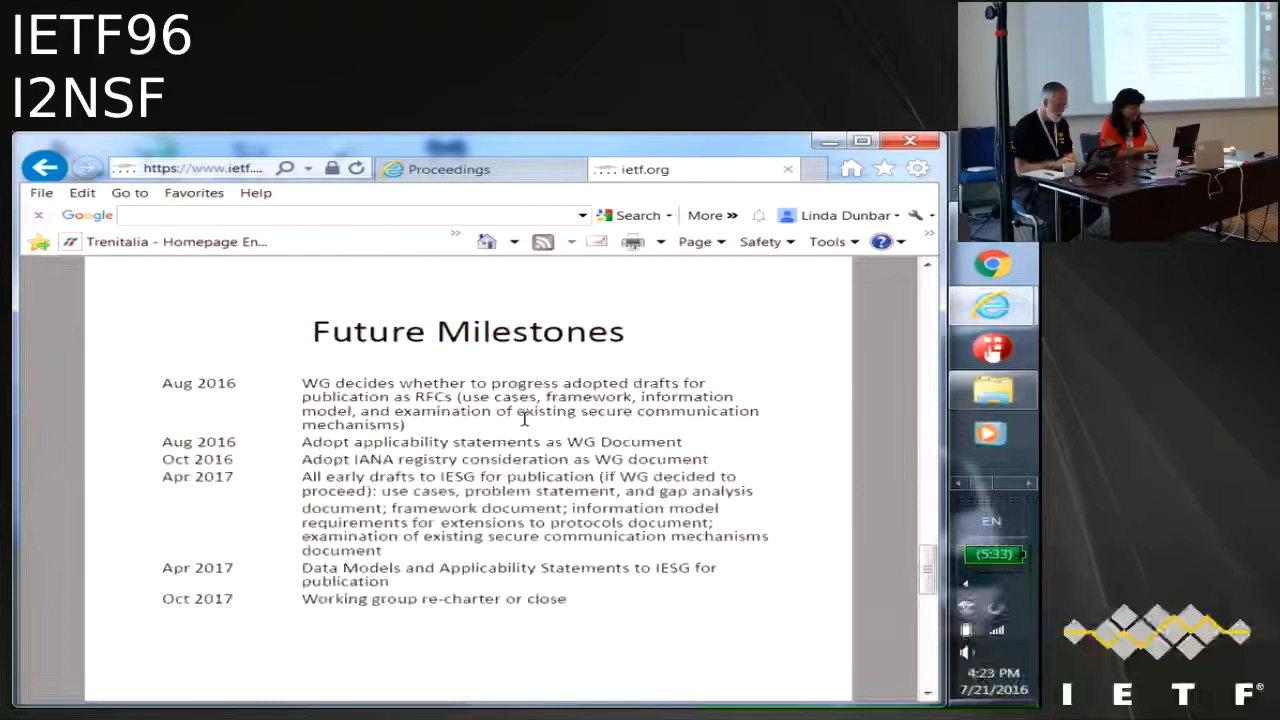 IETF96
I2NSF
https://www.ietf....
Proceedings
ietf.org
File Edit Go to Favorites Help
Google Search More » Linda Dunbar
Trenitalia - Homepage En...
Page Safety Tools
Future Milestones
Aug 2016 WG decides whether to progress adopted drafts for
publication as RFCs (use cases, framework, information
model, and examination of existing secure communication
mechanisms)
Aug 2016 Adopt applicability statements as WG Document
Oct 2016 Adopt IANA registry consideration as WG document
Apr 2017 All early drafts to IESG for publication (if WG decided to
proceed): use cases, problem statement, and gap analysis
document; framework document; information model
requirements for extensions to protocols document;
examination of existing secure communication mechanisms
document
Apr 2017 Data Models and Applicability Statements to IESG for
publication
Oct 2017 Working group re-charter or close
EN
(5:33)
4:23 PM
7/21/2016
I E T F®